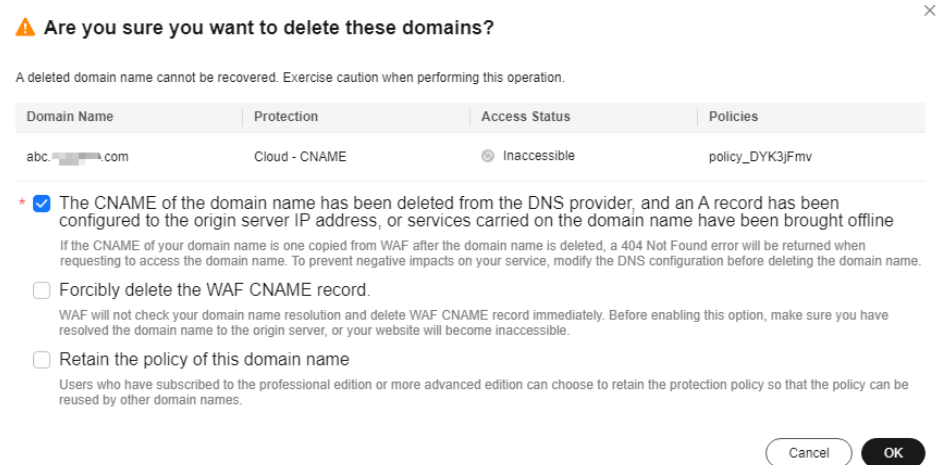 Are you sure you want to delete these domains?
A deleted domain name cannot be recovered. Exercise caution when performing this operation.
Domain Name Protection Access Status Policies
abc. .com Cloud - CNAME Inaccessible policy_DYK3jFmv
* The CNAME of the domain name has been deleted from the DNS provider, and an A record has been
configured to the origin server IP address, or services carried on the domain name have been brought offline
If the CNAME of your domain name is one copied from WAF after the domain name is deleted, a 404 Not Found error will be returned when
requesting to access the domain name. To prevent negative impacts on your service, modify the DNS configuration before deleting the domain name.
Forcibly delete the WAF CNAME record.
WAF will not check your domain name resolution and delete WAF CNAME record immediately. Before enabling this option, make sure you have
resolved the domain name to the origin server, or your website will become inaccessible.
Retain the policy of this domain name
Users who have subscribed to the professional edition or more advanced edition can choose to retain the protection policy so that the policy can be
reused by other domain names.
Cancel OK